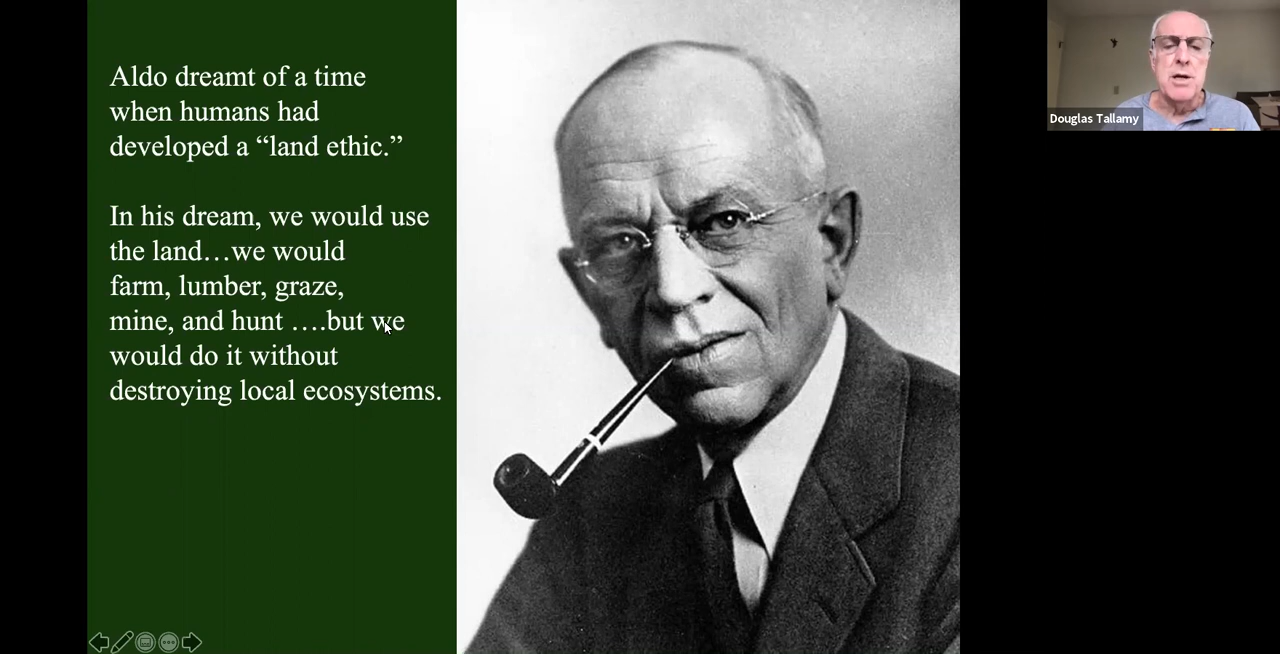 Aldo dreamt of a time
when humans had
developed a “land ethic.”
In his dream, we would use
the land…we would
farm, lumber, graze,
mine, and hunt ….but we
would do it without
destroying local ecosystems.
Douglas Tallamy